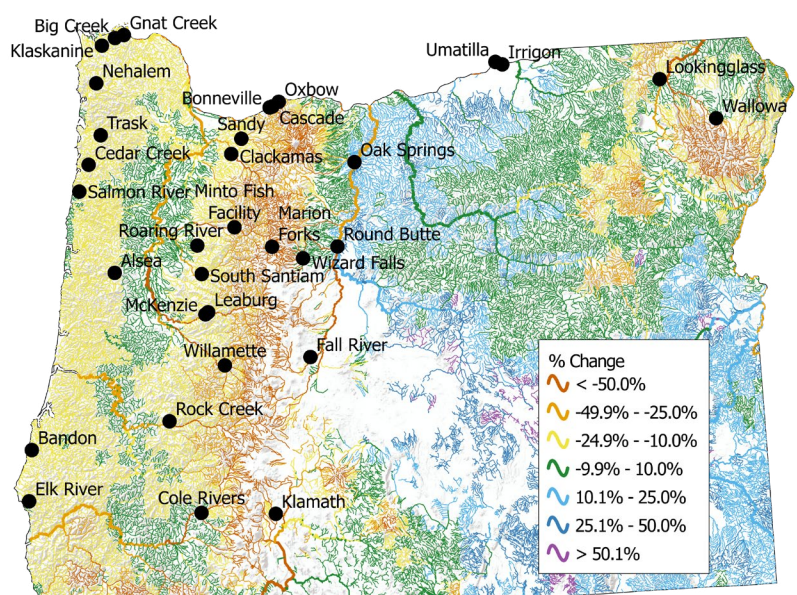 Big Creek
Gnat Creek
Klaskanine
Umatilla
Irrigon
Nehalem
Lookingglass
Bonneville
Oxbow
Wallowa
Cascade
Trask
Sandy
Cedar Creek
Clackamas
Oak Springs
Salmon River
Minto Fish
Facility
Marion
Forks
Roaring River
Round Butte
Alsea
Wizard Falls
South Santiam
McKenzie
Leaburg
Willamette
Fall River
Rock Creek
Bandon
Elk River
Cole Rivers
Klamath
% Change
< -50.0%
-49.9% - -25.0%
-24.9% - -10.0%
-9.9% - 10.0%
10.1% - 25.0%
25.1% - 50.0%
> 50.1%